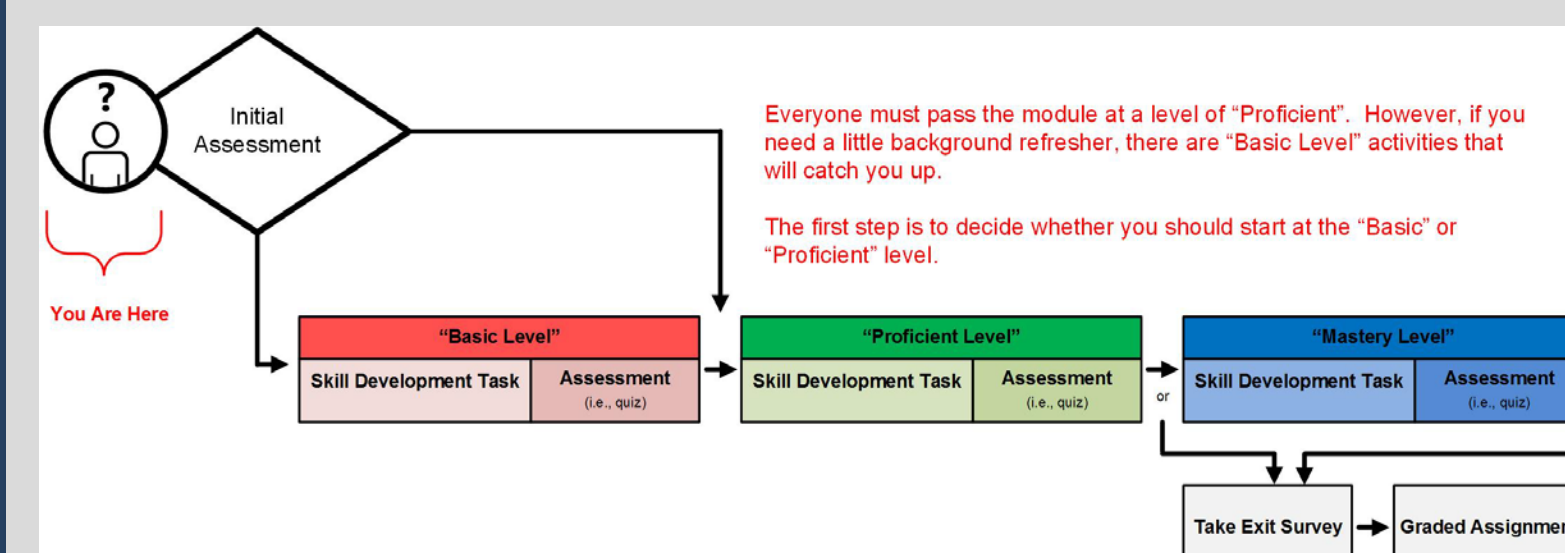 ?
Initial
Assessment
Everyone must pass the module at a level of “Proficient”. However, if you
need a little background refresher, there are “Basic Level” activities that
will catch you up.
The first step is to decide whether you should start at the “Basic” or
“Proficient” level.
You Are Here
“Basic Level”
Skill Development Task
Assessment
(i.e., quiz)
“Proficient Level”
Skill Development Task
Assessment
(i.e., quiz)
or
“Mastery Level”
Skill Development Task
Assessment
(i.e., quiz)
Take Exit Survey
Graded Assignmen